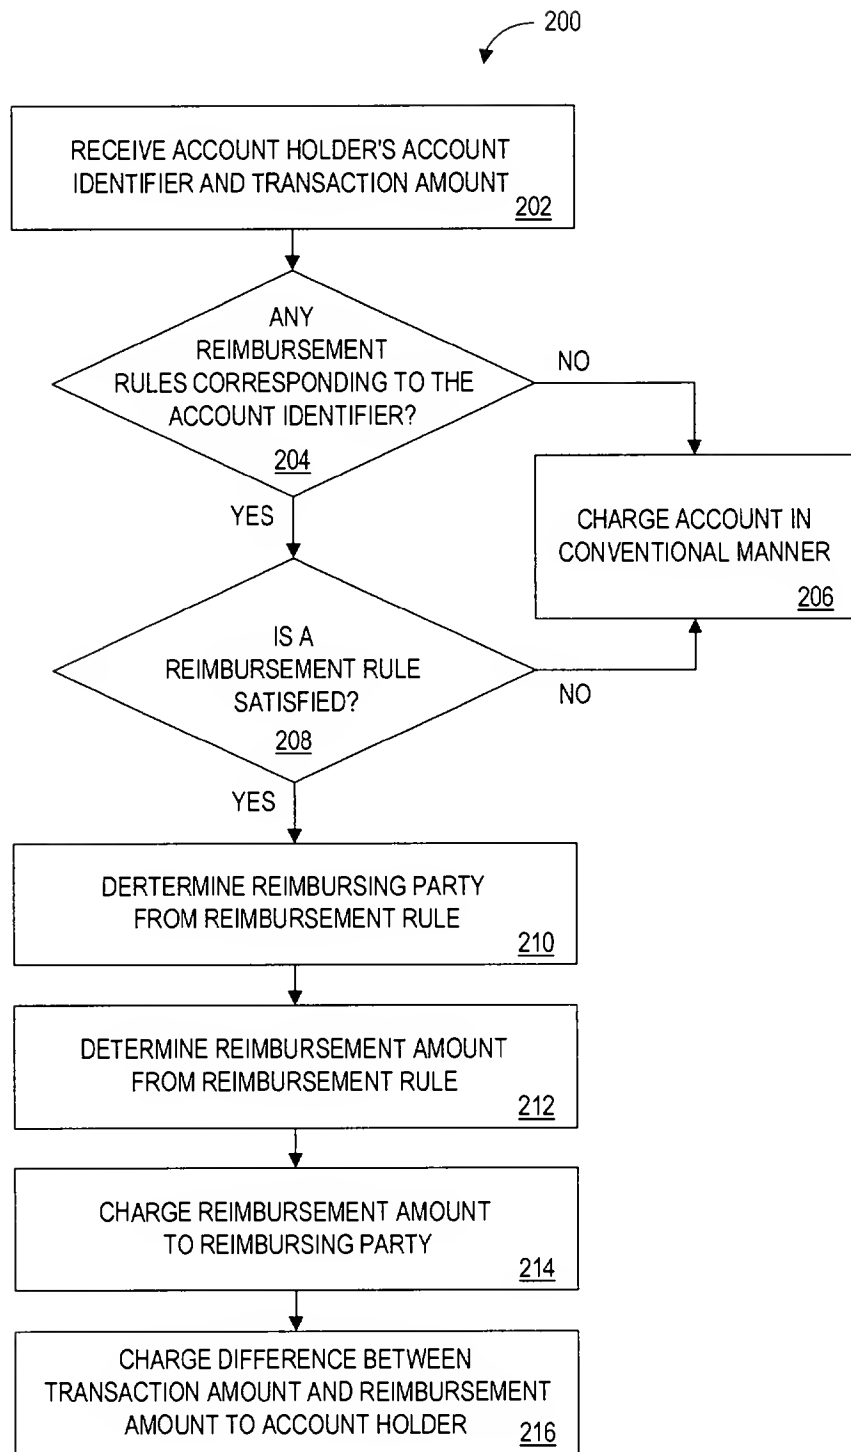 200
RECEIVE ACCOUNT HOLDER'S ACCOUNT
IDENTIFIER AND TRANSACTION AMOUNT
202
ANY
REIMBURSEMENT
RULES CORRESPONDING TO THE
ACCOUNT IDENTIFIER?
204
NO
YES
CHARGE ACCOUNT IN
CONVENTIONAL MANNER
206
IS A
REIMBURSEMENT RULE
SATISFIED?
208
NO
YES
DERTERMINE REIMBURSING PARTY
FROM REIMBURSEMENT RULE
210
DETERMINE REIMBURSEMENT AMOUNT
FROM REIMBURSEMENT RULE
212
CHARGE REIMBURSEMENT AMOUNT
TO REIMBURSING PARTY
214
CHARGE DIFFERENCE BETWEEN
TRANSACTION AMOUNT AND REIMBURSEMENT
AMOUNT TO ACCOUNT HOLDER
216